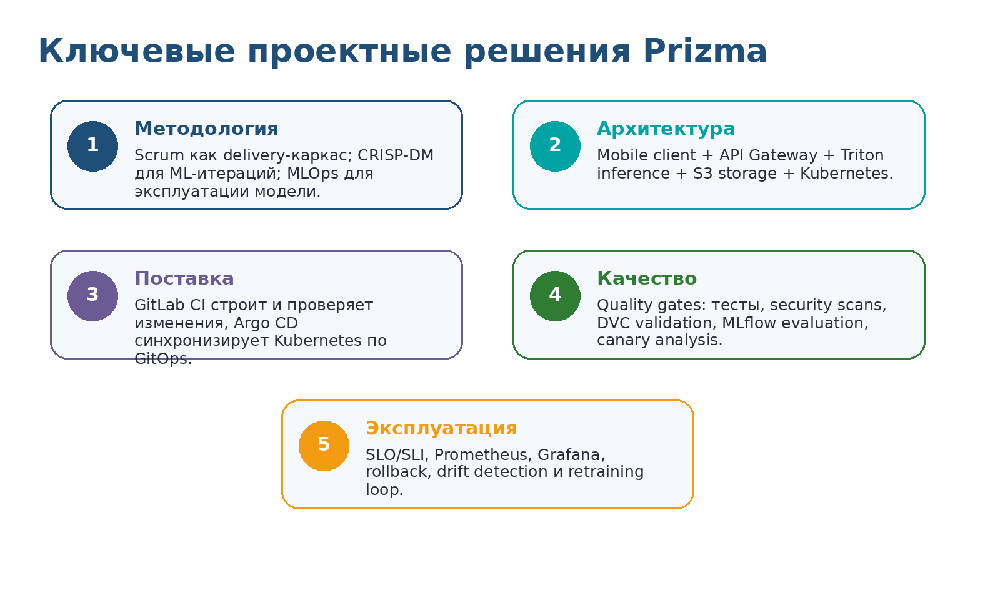 Ключевые проектные решения Prizma
1
Методология
Scrum как delivery-каркас; CRISP-DM
для ML-итераций; MLOps для
эксплуатации модели.
2
Архитектура
Mobile client + API Gateway + Triton
inference + S3 storage + Kubernetes.
3
Поставка
GitLab CI строит и проверяет
изменения, Argo CD
синхронизирует Kubernetes по
GitOps.
4
Качество
Quality gates: тесты, security scans,
DVC validation, MLflow evaluation,
canary analysis.
5
Эксплуатация
SLO/SLI, Prometheus, Grafana,
rollback, drift detection и retraining
loop.